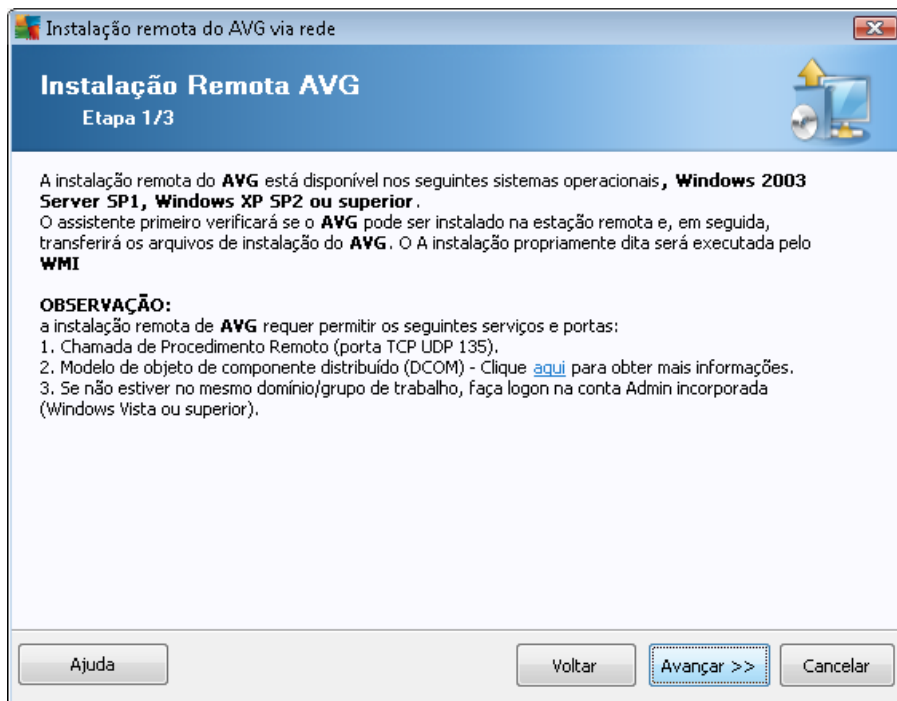 Instalação remota do AVG via rede
Instalação Remota AVG
Etapa 1/3
A instalação remota do AVG está disponível nos seguintes sistemas operacionais, Windows 2003
Server SP1, Windows XP SP2 ou superior.
O assistente primeiro verificará se o AVG pode ser instalado na estação remota e, em seguida,
transferirá os arquivos de instalação do AVG. O A instalação propriamente dita será executada pelo
WMI
OBSERVAÇÃO:
a instalação remota de AVG requer permitir os seguintes serviços e portas:
1. Chamada de Procedimento Remoto (porta TCP UDP 135).
2. Modelo de objeto de componente distribuído (DCOM) - Clique aqui para obter mais informações.
3. Se não estiver no mesmo domínio/grupo de trabalho, faça logon na conta Admin incorporada
(Windows Vista ou superior).
Ajuda
Voltar
Avançar >>
Cancelar